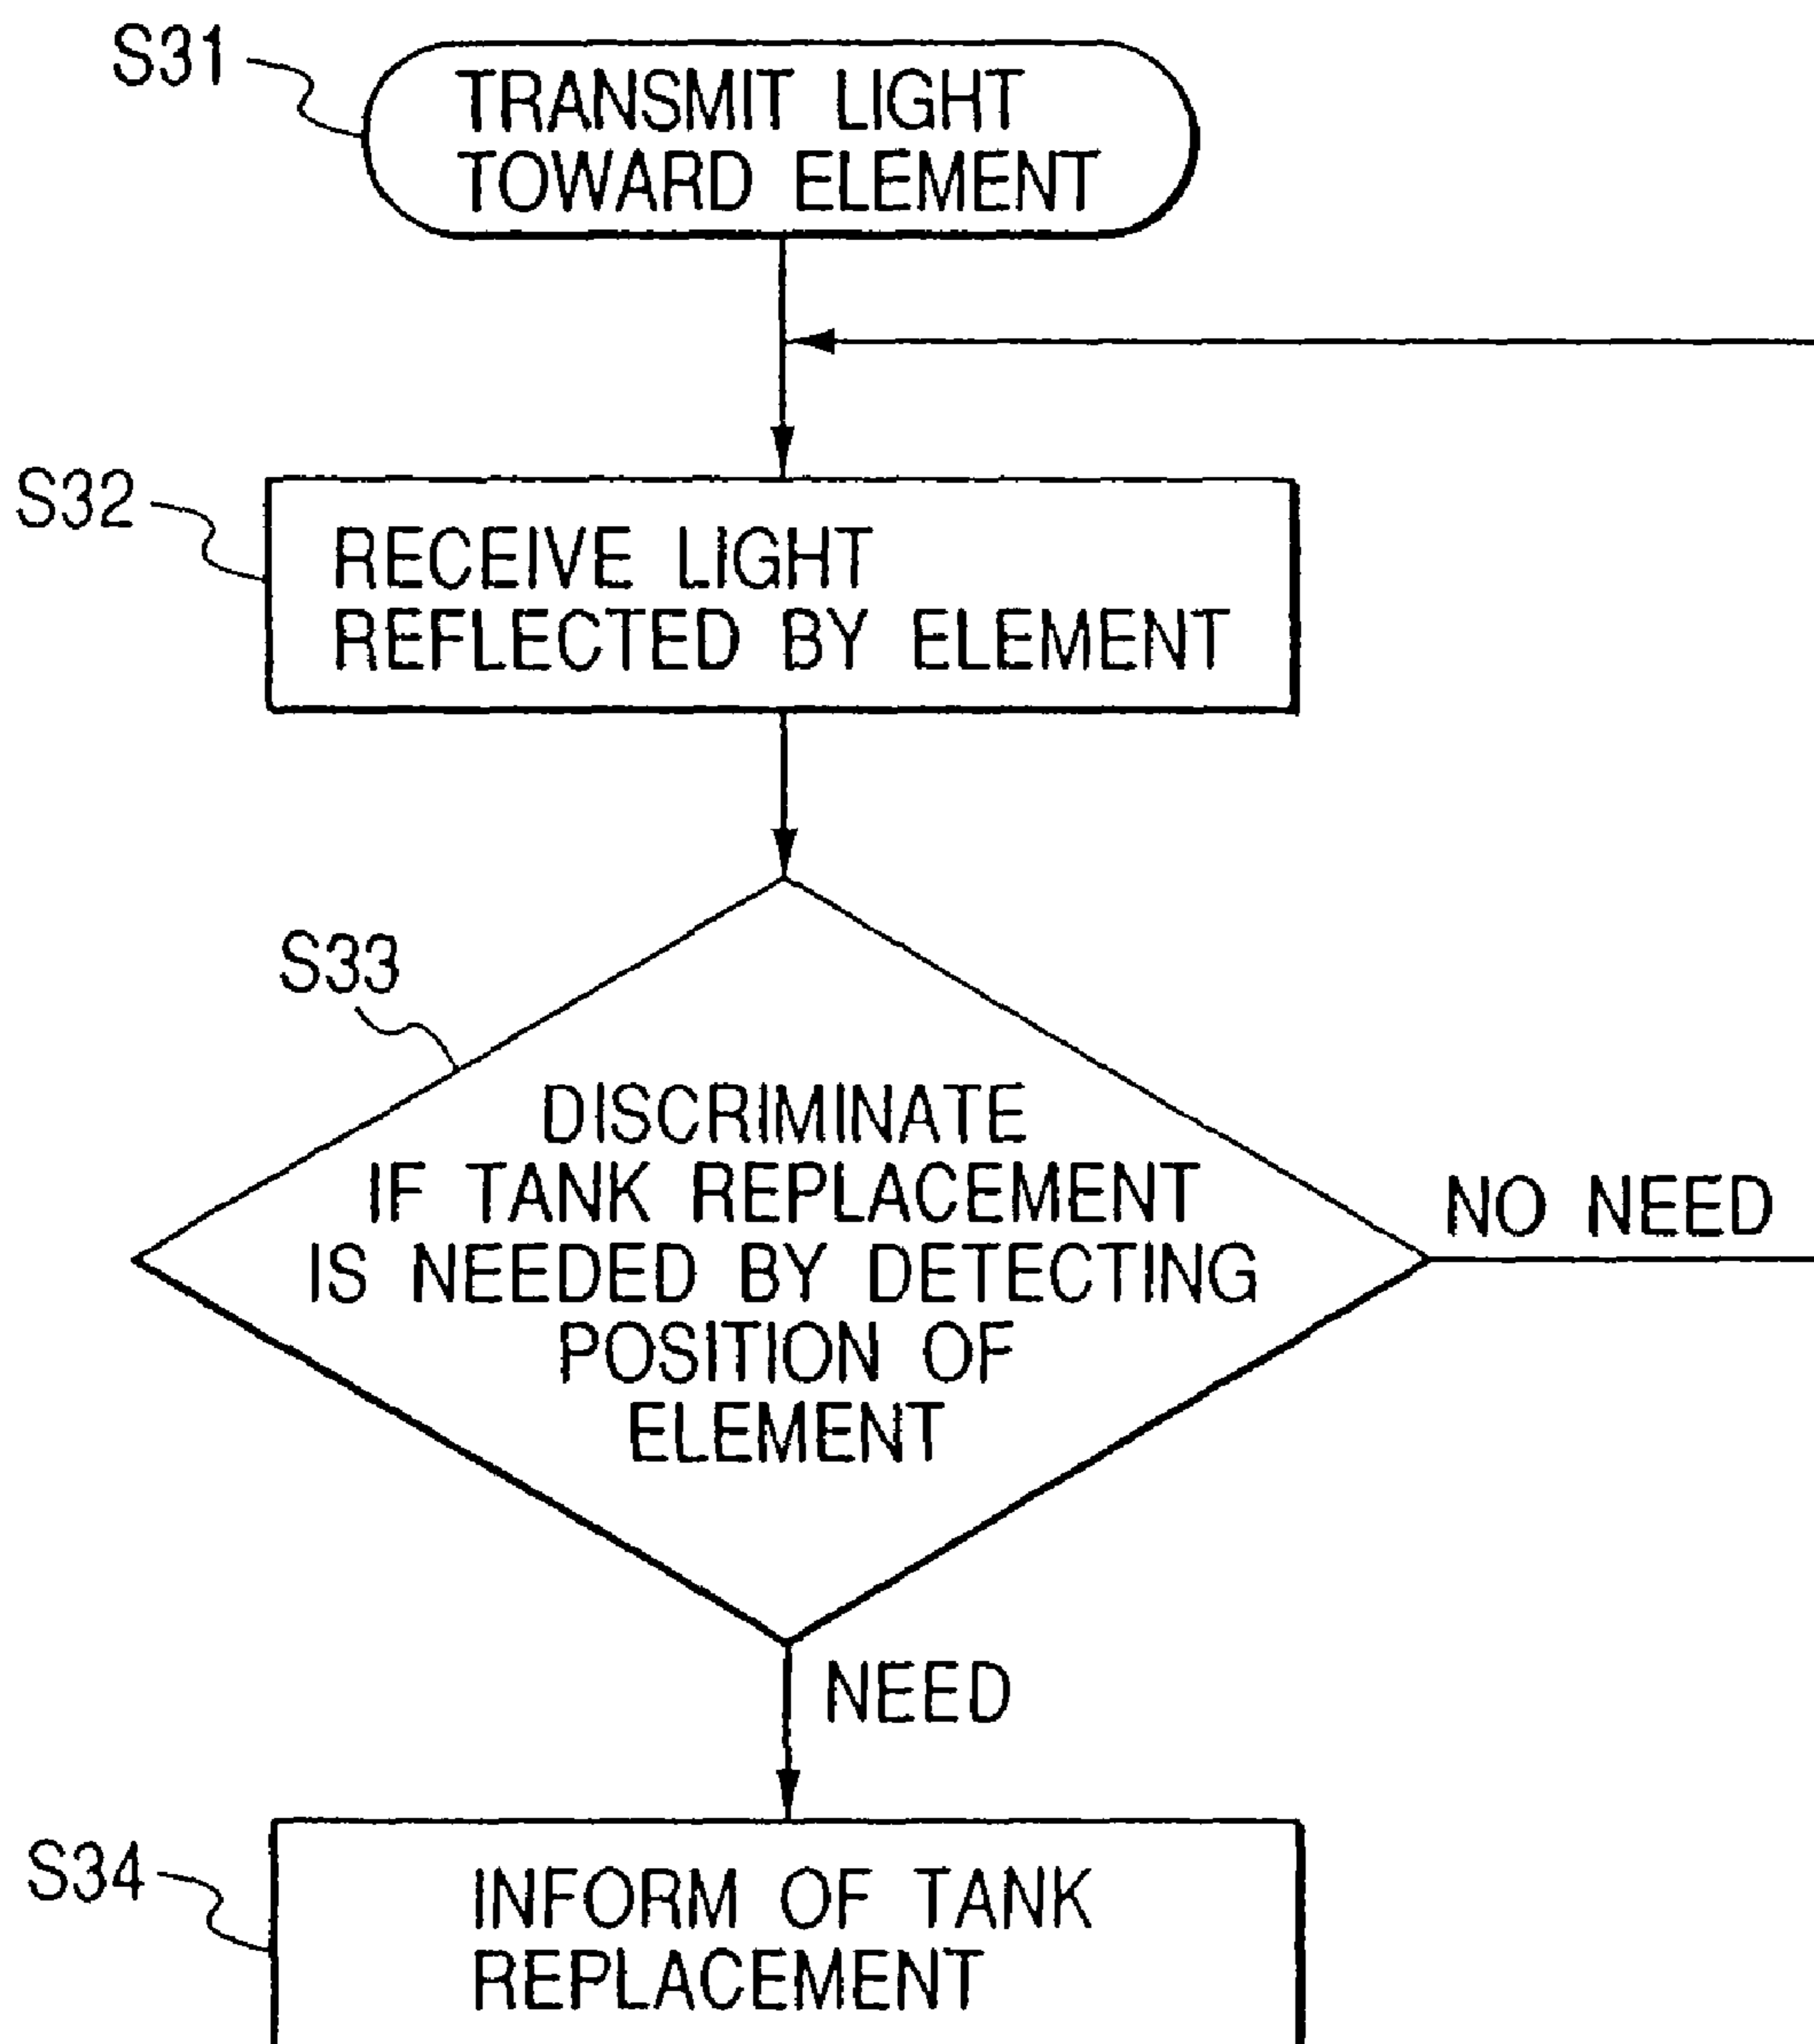 S31
TRANSMIT LIGHT
TOWARD ELEMENT
S32
RECEIVE LIGHT
REFLECTED BY ELEMENT
S33
DISCRIMINATE
IF TANK REPLACEMENT
IS NEEDED BY DETECTING
POSITION OF
ELEMENT
NO NEED
NEED
S34
INFORM OF TANK
REPLACEMENT